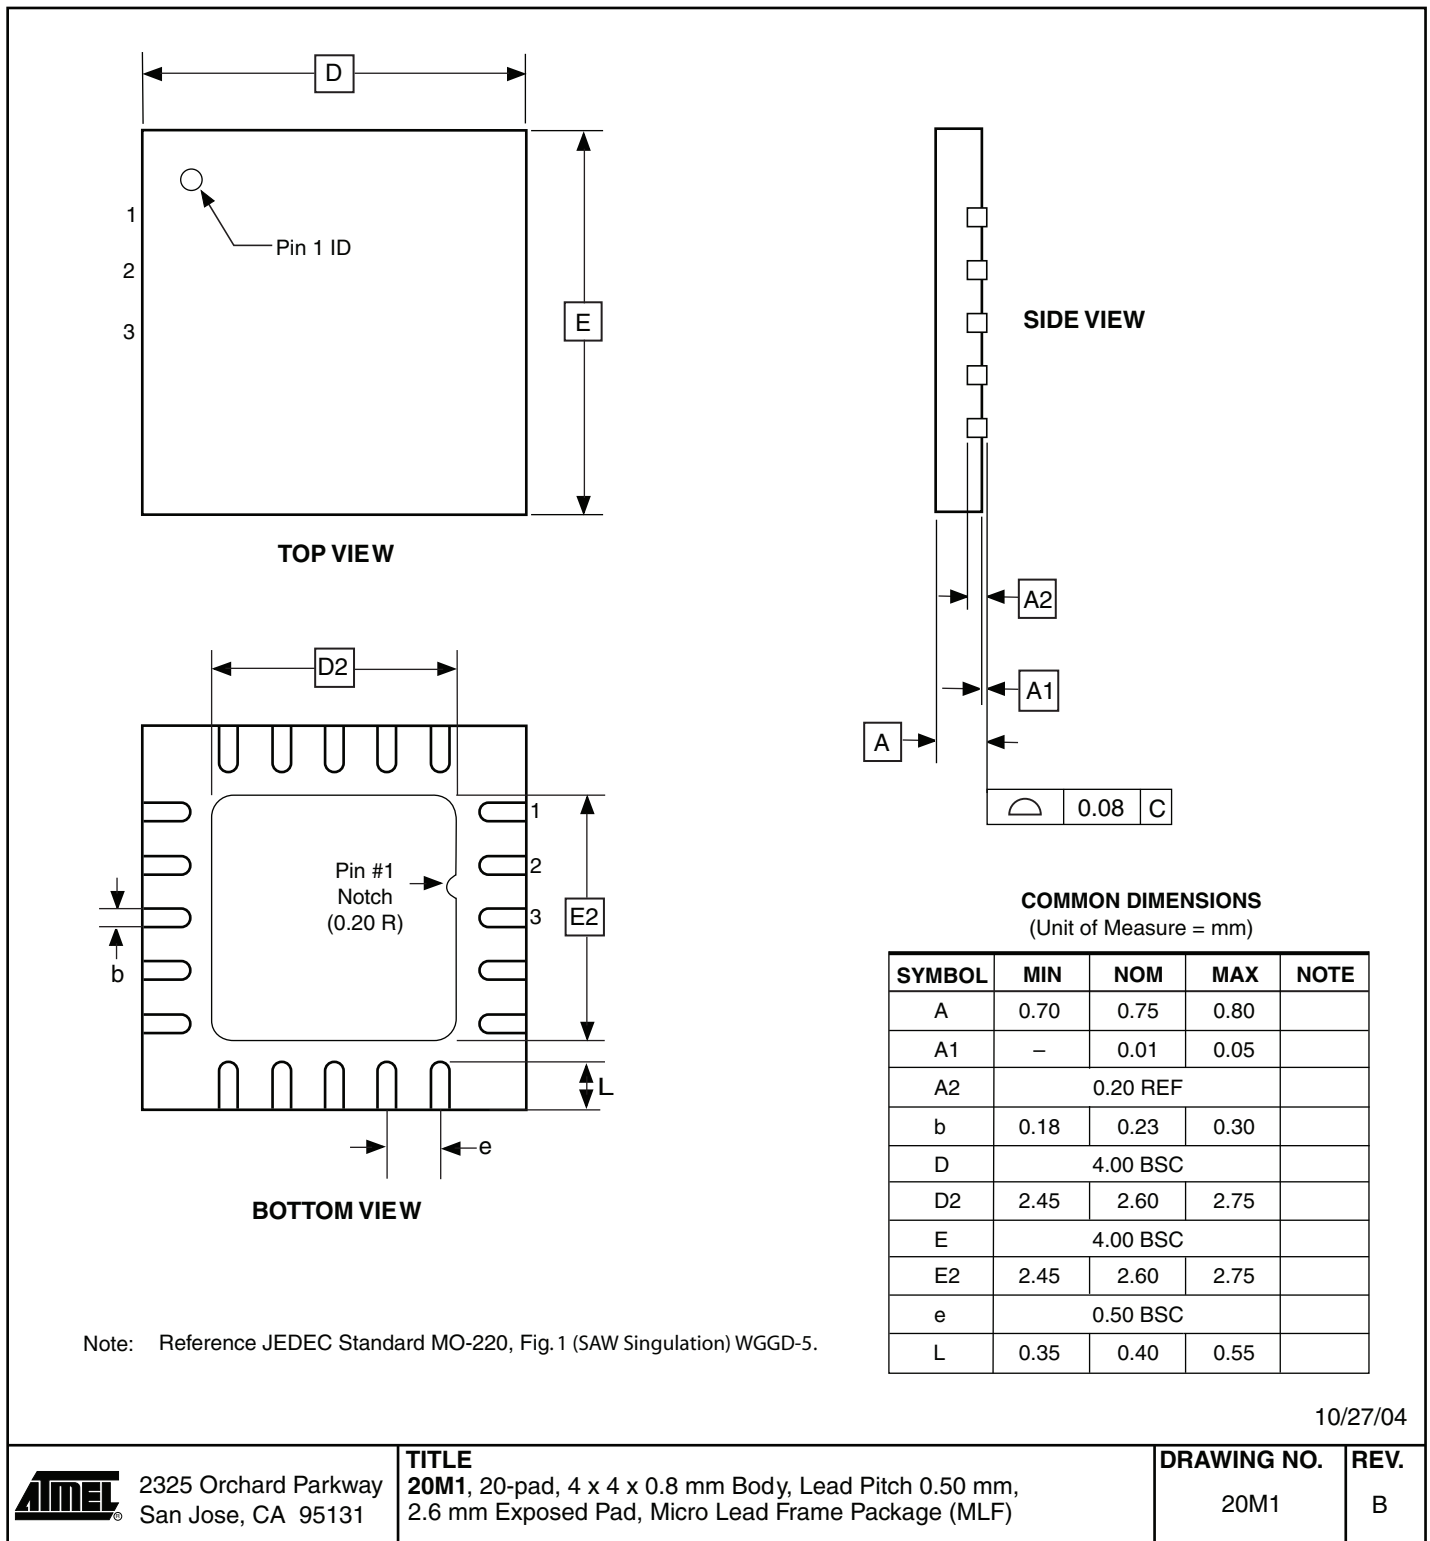 D
1
2
3
Pin 1 ID
E
TOP VIEW
SIDE VIEW
A2
A1
A
0.08 C
D2
1
2
3
Pin #1
Notch
(0.20 R)
E2
b
L
e
BOTTOM VIEW
COMMON DIMENSIONS
(Unit of Measure = mm)
SYMBOL MIN NOM MAX NOTE
A 0.70 0.75 0.80
A1 – 0.01 0.05
A2 0.20 REF
b 0.18 0.23 0.30
D 4.00 BSC
D2 2.45 2.60 2.75
E 4.00 BSC
E2 2.45 2.60 2.75
e 0.50 BSC
L 0.35 0.40 0.55
Note: Reference JEDEC Standard MO-220, Fig. 1 (SAW Singulation) WGGD-5.
10/27/04
ATMEL ®
2325 Orchard Parkway
San Jose, CA 95131
TITLE
20M1, 20-pad, 4 x 4 x 0.8 mm Body, Lead Pitch 0.50 mm,
2.6 mm Exposed Pad, Micro Lead Frame Package (MLF)
DRAWING NO.
20M1
REV.
B